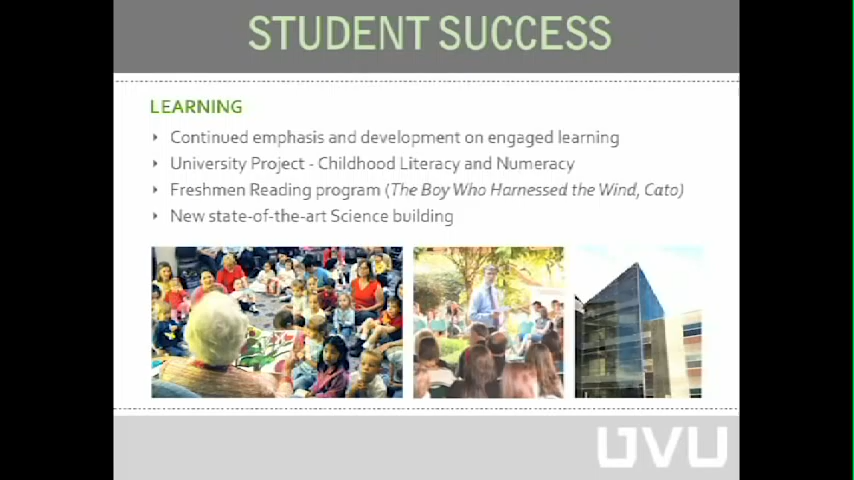 STUDENT SUCCESS
LEARNING
Continued emphasis and development on engaged learning
University Project - Childhood Literacy and Numeracy
Freshmen Reading program (The Boy Who Harnessed the Wind, Cato)
New state-of-the-art Science building
UVU